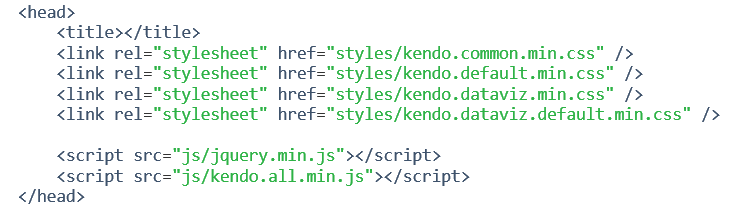 <head>
    <title></title>
    <link rel="stylesheet" href="styles/kendo.common.min.css" />
    <link rel="stylesheet" href="styles/kendo.default.min.css" />
    <link rel="stylesheet" href="styles/kendo.dataviz.min.css" />
    <link rel="stylesheet" href="styles/kendo.dataviz.default.min.css" />

    <script src="js/jquery.min.js"></script>
    <script src="js/kendo.all.min.js"></script>
</head>